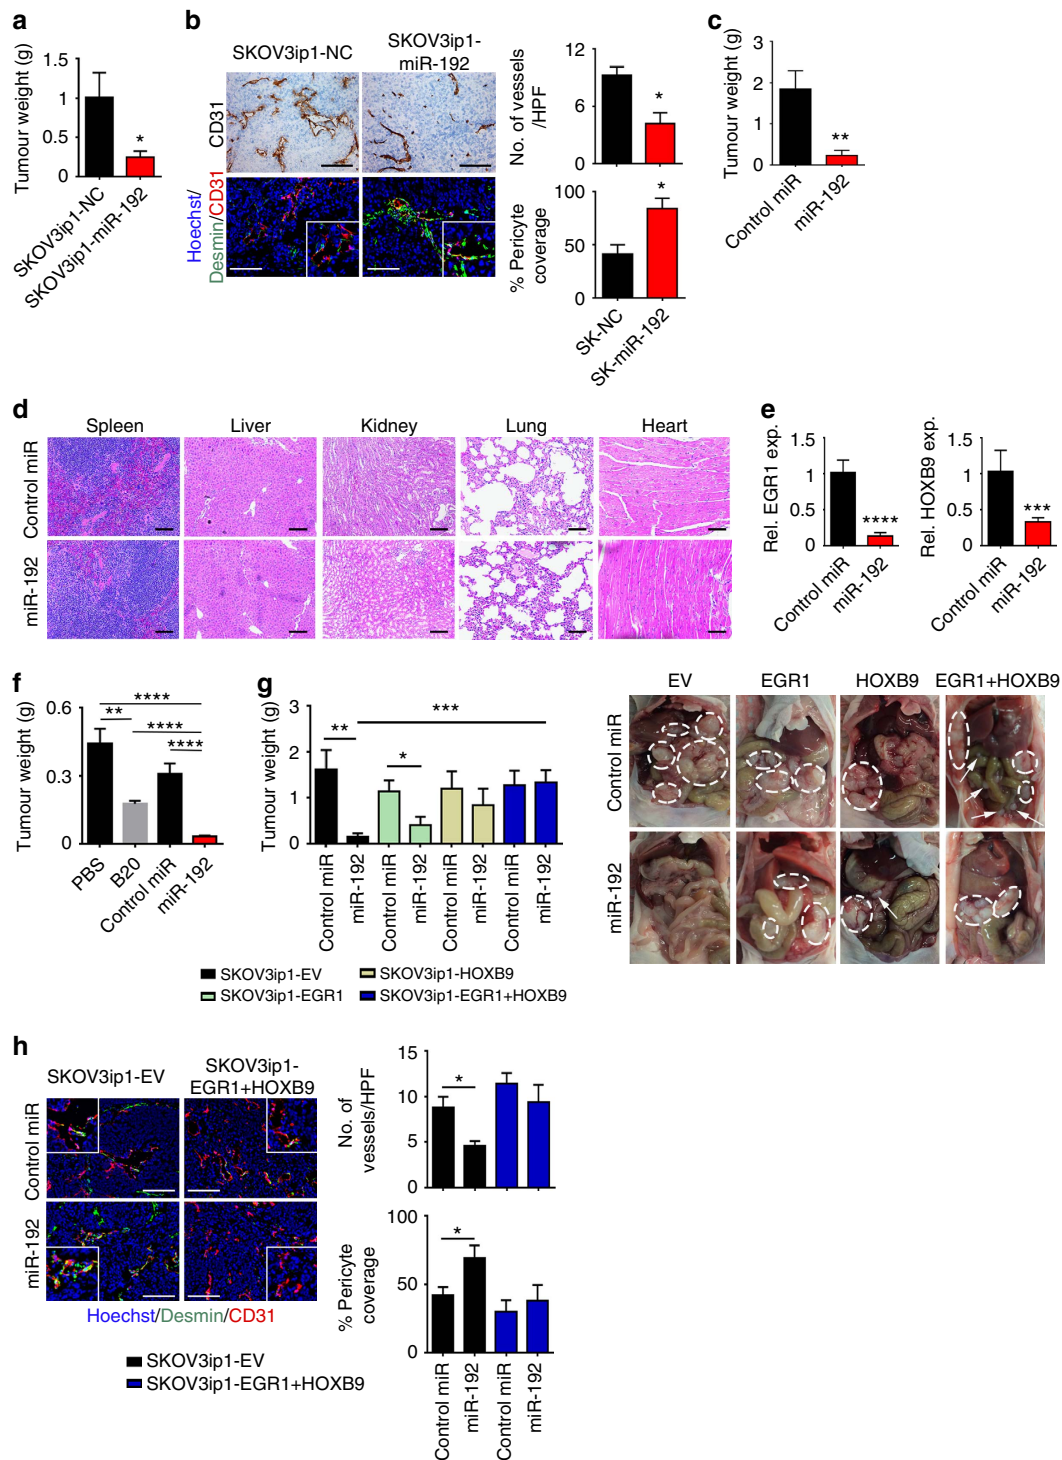 a
Tumour weight (g)
1.5
1
0.5
0
*
SKOV3ip1-NC
SKOV3ip1-miR-192
b
SKOV3ip1-NC
SKOV3ip1-
miR-192
CD31
Hoechst/
Desmin/CD31
No. of vessels
/HPF
12
6
0
*
% Pericyte
coverage
100
50
0
*
SK-NC
SK-miR-192
c
Tumour weight (g)
3
2
1
0
**
Control miR
miR-192
d
Spleen
Liver
Kidney
Lung
Heart
Control miR
miR-192
e
Rel. EGR1 exp.
1.5
1
0.5
0
****
Control miR
miR-192
Rel. HOXB9 exp.
1.5
1
0.5
0
***
Control miR
miR-192
f
Tumour weight (g)
0.6
0.3
0
****
**
****
****
PBS
B20
Control miR
miR-192
g
Tumour weight (g)
3
2
1
0
**
***
*
Control miR
miR-192
Control miR
miR-192
Control miR
miR-192
Control miR
miR-192
SKOV3ip1-EV
SKOV3ip1-HOXB9
SKOV3ip1-EGR1
SKOV3ip1-EGR1+HOXB9
EV
EGR1
HOXB9
EGR1+HOXB9
Control miR
miR-192
h
SKOV3ip1-EV
SKOV3ip1-
EGR1+HOXB9
Control miR
miR-192
Hoechst/Desmin/CD31
SKOV3ip1-EV
SKOV3ip1-EGR1+HOXB9
No. of
vessels/HPF
15
10
5
0
*
% Pericyte
coverage
100
50
0
*
Control miR
miR-192
Control miR
miR-192